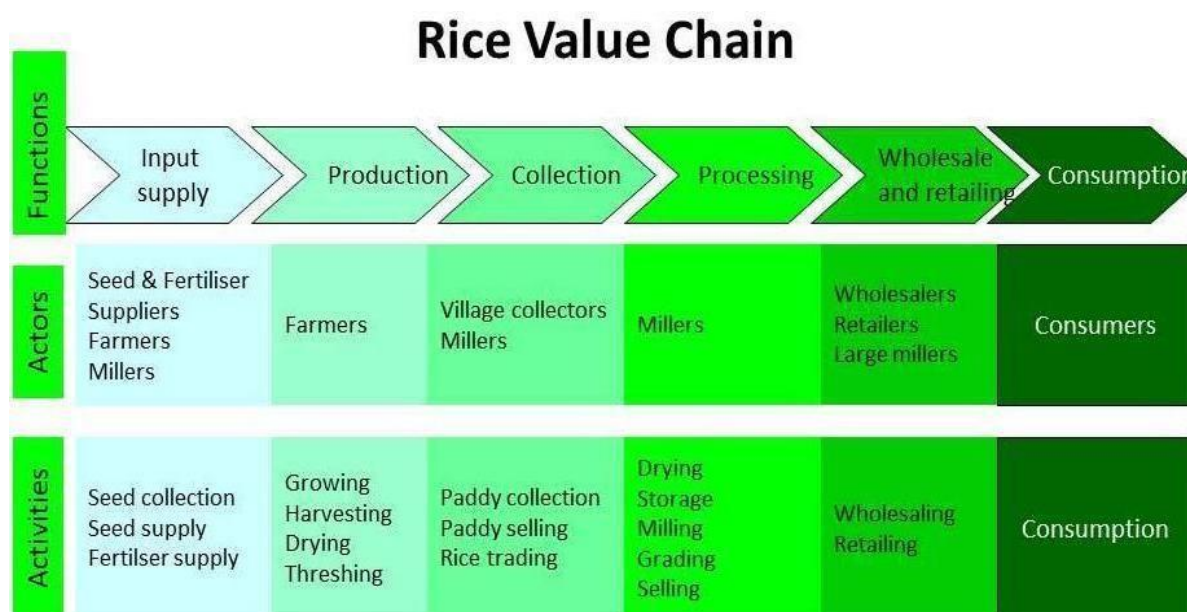 Rice Value Chain
Functions
Input
supply
Production
Collection
Processing
Wholesale
and retailing
Consumption
Actors
Seed & Fertiliser
Suppliers
Farmers
Millers
Farmers
Village collectors
Millers
Millers
Wholesalers
Retailers
Large millers
Consumers
Activities
Seed collection
Seed supply
Fertilser supply
Growing
Harvesting
Drying
Threshing
Paddy collection
Paddy selling
Rice trading
Drying
Storage
Milling
Grading
Selling
Wholesaling
Retailing
Consumption